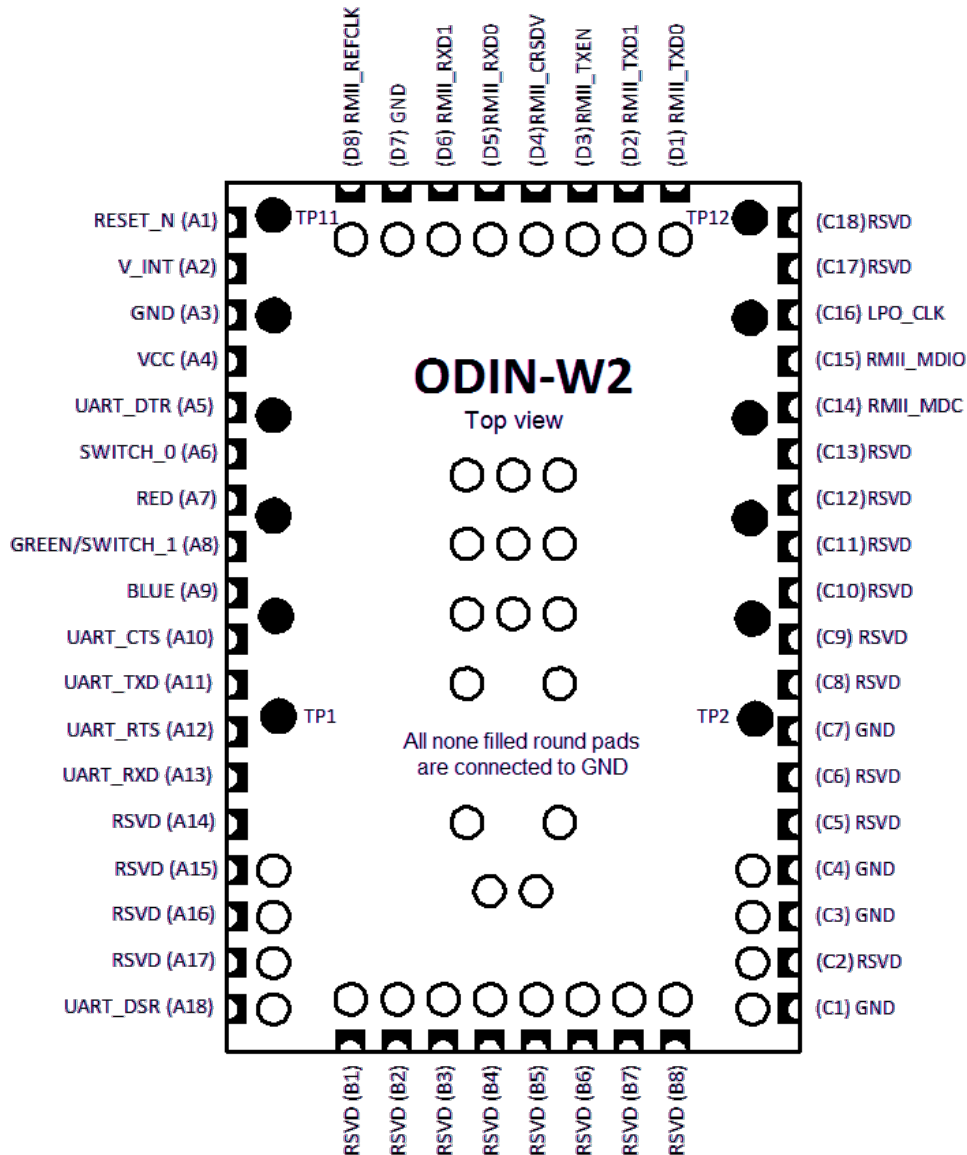 (D8) RMII_REFCLK
(D7) GND
(D6) RMII_RXD1
(D5)RMII_RXD0
(D4)RMII_CRSDV
(D3)RMII_TXEN
(D2) RMII_TXD1
(D1) RMII_TXD0
RESET_N (A1)
V_INT (A2)
GND (A3)
VCC (A4)
UART_DTR (A5)
SWITCH_0 (A6)
RED (A7)
GREEN/SWITCH_1 (A8)
BLUE (A9)
UART_CTS (A10)
UART_TXD (A11)
UART_RTS (A12)
UART_RXD (A13)
RSVD (A14)
RSVD (A15)
RSVD (A16)
RSVD (A17)
UART_DSR (A18)
TP11
TP12
ODIN-W2
Top view
TP1
TP2
All none filled round pads
are connected to GND
(C18)RSVD
(C17)RSVD
(C16) LPO_CLK
(C15) RMII_MDIO
(C14) RMII_MDC
(C13)RSVD
(C12)RSVD
(C11)RSVD
(C10)RSVD
(C9) RSVD
(C8) RSVD
(C7) GND
(C6) RSVD
(C5) RSVD
(C4) GND
(C3) GND
(C2)RSVD
(C1) GND
RSVD (B1)
RSVD (B2)
RSVD (B3)
RSVD (B4)
RSVD (B5)
RSVD (B6)
RSVD (B7)
RSVD (B8)